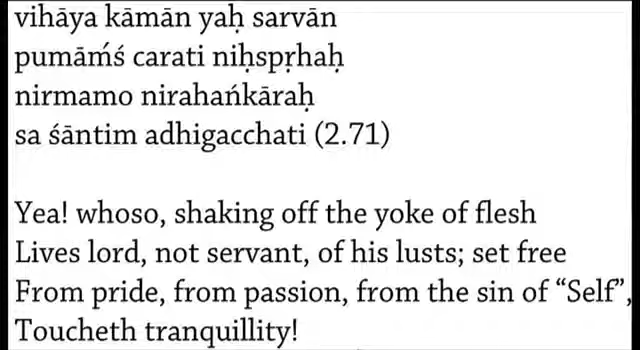 vihāya kāmān yaḥ sarvān
pumāḿś carati niḥspṛhaḥ
nirmamo nirahańkāraḥ
sa śāntim adhigacchati (2.71)
Yea! whoso, shaking off the yoke of flesh
Lives lord, not servant, of his lusts; set free
From pride, from passion, from the sin of “Self”,
Toucheth tranquillity!